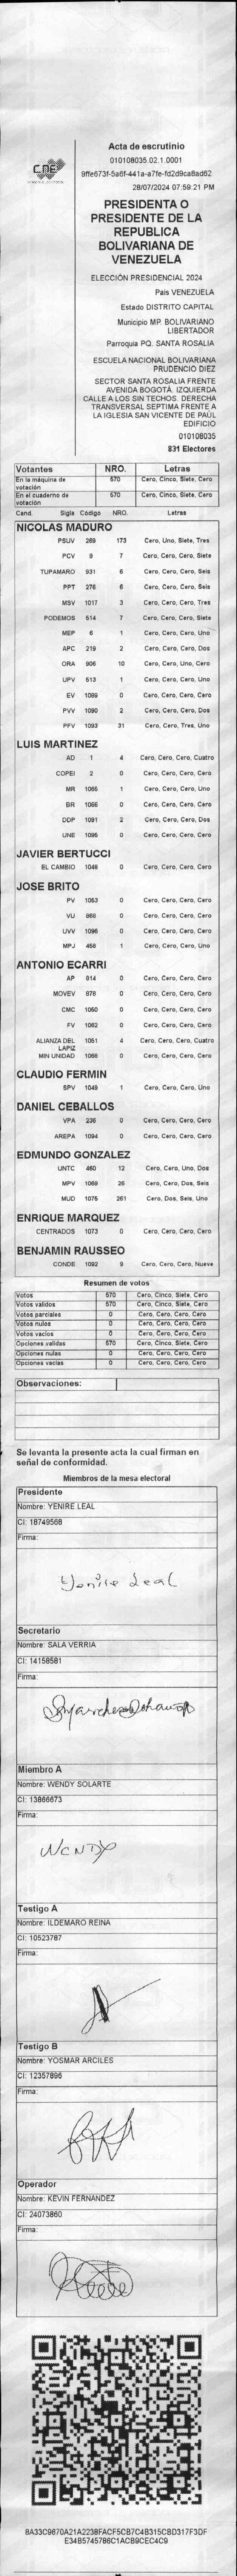 Acta de escrutinio
010108035.02.1.0001
9ffe673f-5a6f-441a-a7fe-fd2d9ca8ad62
28/07/2024 07:59:21 PM
CNE
PRESIDENTA O
PRESIDENTE DE LA
REPUBLICA
BOLIVARIANA DE
VENEZUELA
ELECCIÓN PRESIDENCIAL 2024
Pais VENEZUELA
Estado DISTRITO CAPITAL
Municipio MP. BOLIVARIANO
LIBERTADOR
Parroquia PQ. SANTA ROSALIA
ESCUELA NACIONAL BOLIVARIANA
PRUDENCIO DIEZ
SECTOR SANTA ROSALIA FRENTE
AVENIDA BOGOTÁ. IZQUIERDA
CALLE A LOS SIN TECHOS. DERECHA
TRANSVERSAL SEPTIMA FRENTE A
LA IGLESIA SAN VICENTE DE PAÚL
EDIFICIO
010108035
831 Electores
Votantes NRO. Letras
En la máquina de votación 570 Cero, Cinco, Siete, Cero
En el cuaderno de votación 570 Cero, Cinco, Siete, Cero
Cand. Sigla Código NRO. Letras
NICOLAS MADURO
PSUV 269 173 Cero, Uno, Siete, Tres
PCV 9 7 Cero, Cero, Cero, Siete
TUPAMARO 931 6 Cero, Cero, Cero, Seis
PPT 276 6 Cero, Cero, Cero, Seis
MSV 1017 3 Cero, Cero, Cero, Tres
PODEMOS 514 7 Cero, Cero, Cero, Siete
MEP 6 1 Cero, Cero, Cero, Uno
APC 219 2 Cero, Cero, Cero, Dos
ORA 906 10 Cero, Cero, Uno, Cero
UPV 513 1 Cero, Cero, Cero, Uno
EV 1089 0 Cero, Cero, Cero, Cero
PVV 1090 2 Cero, Cero, Cero, Dos
PFV 1093 31 Cero, Cero, Tres, Uno
LUIS MARTINEZ
AD 1 4 Cero, Cero, Cero, Cuatro
COPEI 2 0 Cero, Cero, Cero, Cero
MR 1065 1 Cero, Cero, Cero, Uno
BR 1066 0 Cero, Cero, Cero, Cero
DDP 1091 2 Cero, Cero, Cero, Dos
UNE 1095 0 Cero, Cero, Cero, Cero
JAVIER BERTUCCI
EL CAMBIO 1048 0 Cero, Cero, Cero, Cero
JOSE BRITO
PV 1053 0 Cero, Cero, Cero, Cero
VU 968 0 Cero, Cero, Cero, Cero
UVV 1096 0 Cero, Cero, Cero, Cero
MPJ 458 1 Cero, Cero, Cero, Uno
ANTONIO ECARRI
AP 914 0 Cero, Cero, Cero, Cero
MOVEV 978 0 Cero, Cero, Cero, Cero
CMC 1050 0 Cero, Cero, Cero, Cero
FV 1062 0 Cero, Cero, Cero, Cero
ALIANZA DEL LAPIZ 1051 4 Cero, Cero, Cero, Cuatro
MIN UNIDAD 1068 0 Cero, Cero, Cero, Cero
CLAUDIO FERMIN
SPV 1049 1 Cero, Cero, Cero, Uno
DANIEL CEBALLOS
VPA 236 0 Cero, Cero, Cero, Cero
AREPA 1094 0 Cero, Cero, Cero, Cero
EDMUNDO GONZALEZ
UNTC 460 12 Cero, Cero, Uno, Dos
MPV 1069 26 Cero, Cero, Dos, Seis
MUD 1075 261 Cero, Dos, Seis, Uno
ENRIQUE MARQUEZ
CENTRADOS 1073 0 Cero, Cero, Cero, Cero
BENJAMIN RAUSSEO
CONDE 1092 9 Cero, Cero, Cero, Nueve
Resumen de votos
Votos 570 Cero, Cinco, Siete, Cero
Votos validos 570 Cero, Cinco, Siete, Cero
Votos parciales 0 Cero, Cero, Cero, Cero
Votos nulos 0 Cero, Cero, Cero, Cero
Votos vacios 0 Cero, Cero, Cero, Cero
Opciones validas 570 Cero, Cinco, Siete, Cero
Opciones nulas 0 Cero, Cero, Cero, Cero
Opciones vacias 0 Cero, Cero, Cero, Cero
Observaciones:
Se levanta la presente acta la cual firman en
señal de conformidad.
Miembros de la mesa electoral
Presidente
Nombre: YENIRE LEAL
CI: 18749568
Firma:
Yenire Leal
Secretario
Nombre: SALA VERRIA
CI: 14158581
Firma:
Miembro A
Nombre: WENDY SOLARTE
CI: 13866673
Firma:
WENDY
Testigo A
Nombre: ILDEMARO REINA
CI: 10523787
Firma:
Testigo B
Nombre: YOSMAR ARCILES
CI: 12357896
Firma:
Operador
Nombre: KEVIN FERNANDEZ
CI: 24073860
Firma:
8A33C9670A21A2238FACF5CB7C4B315CBD317F3DF
E34B5745786C1ACB9CEC4C9